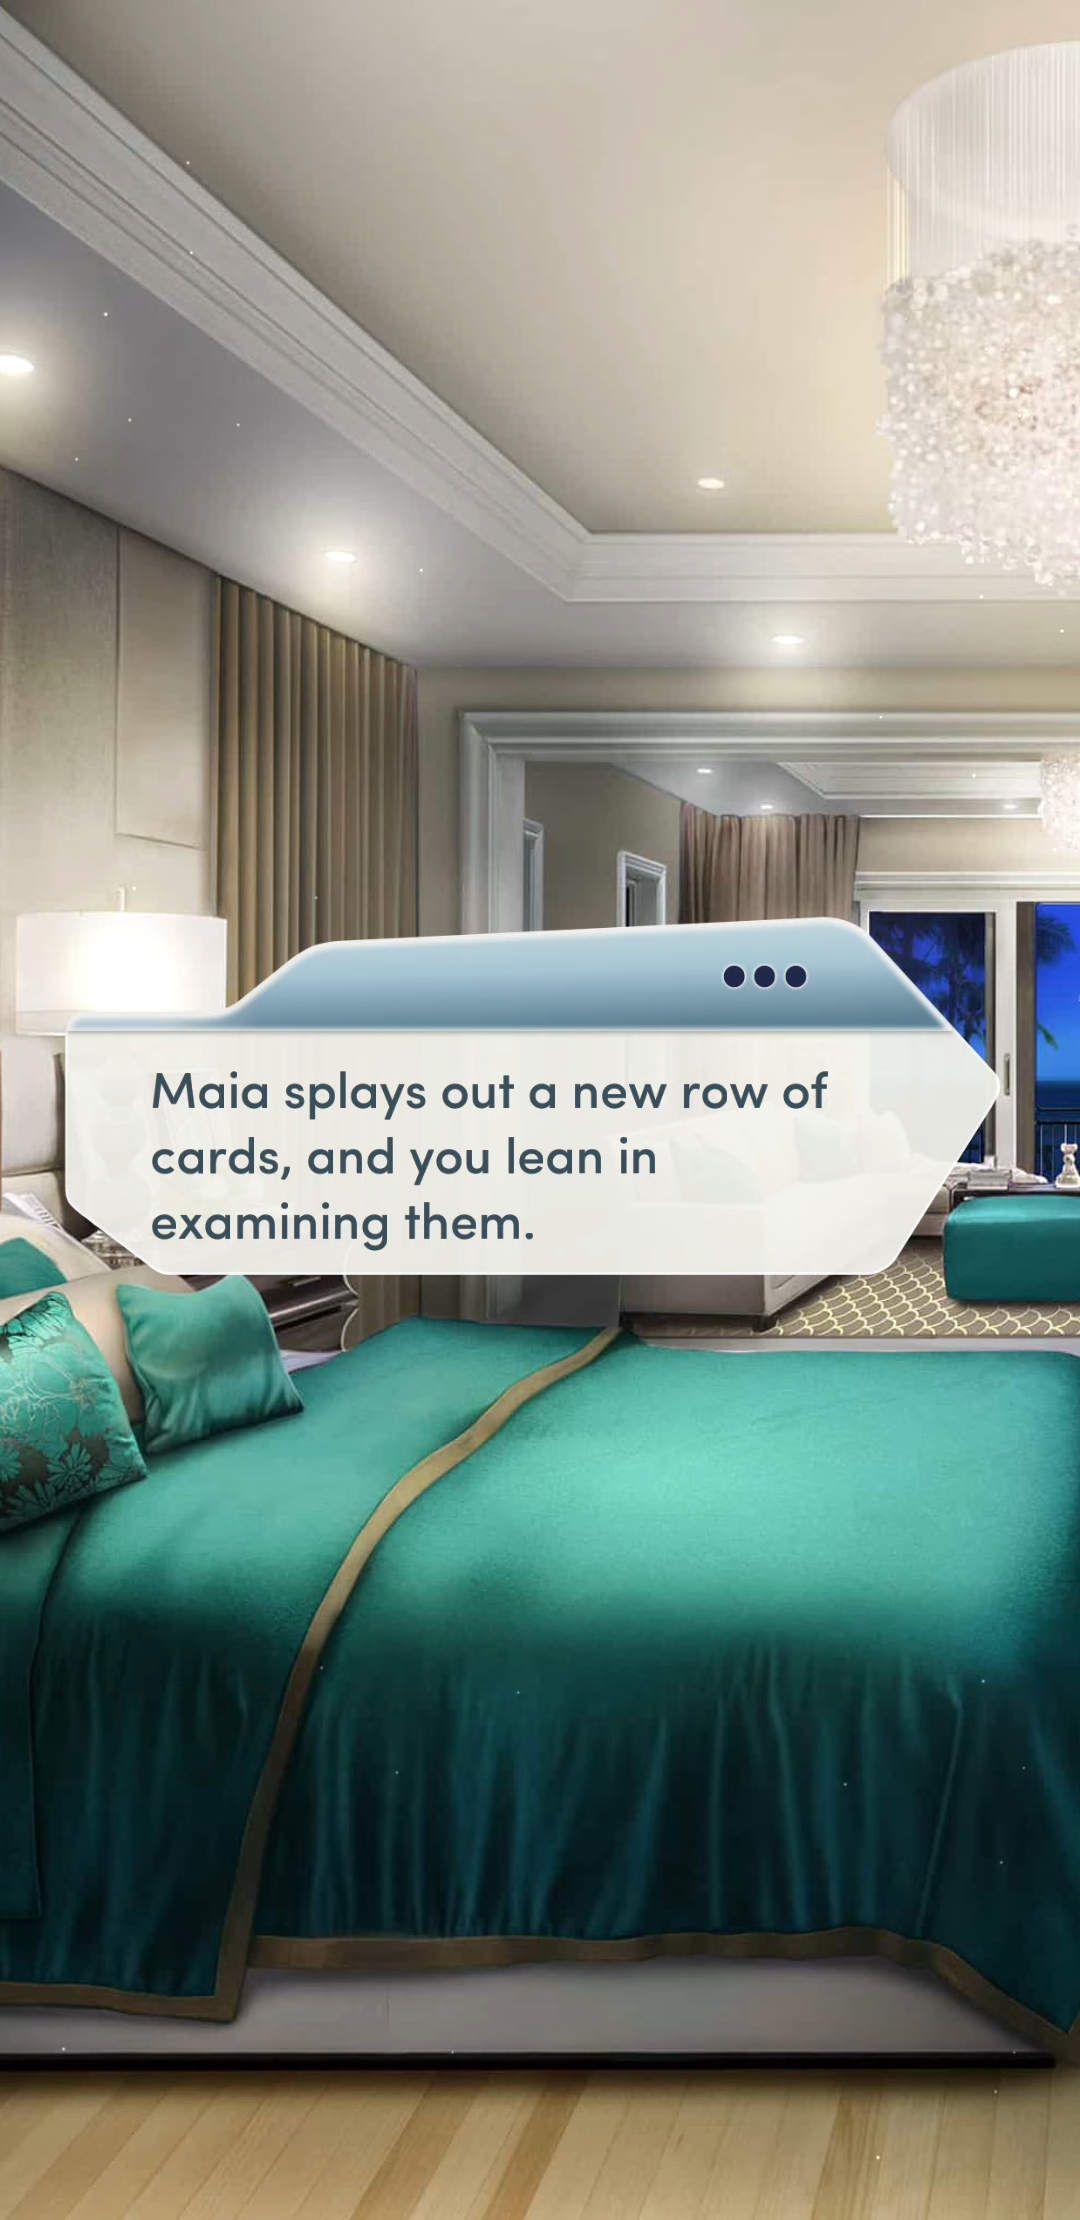 Maia splays out a new row of
cards, and you lean in
examining them.